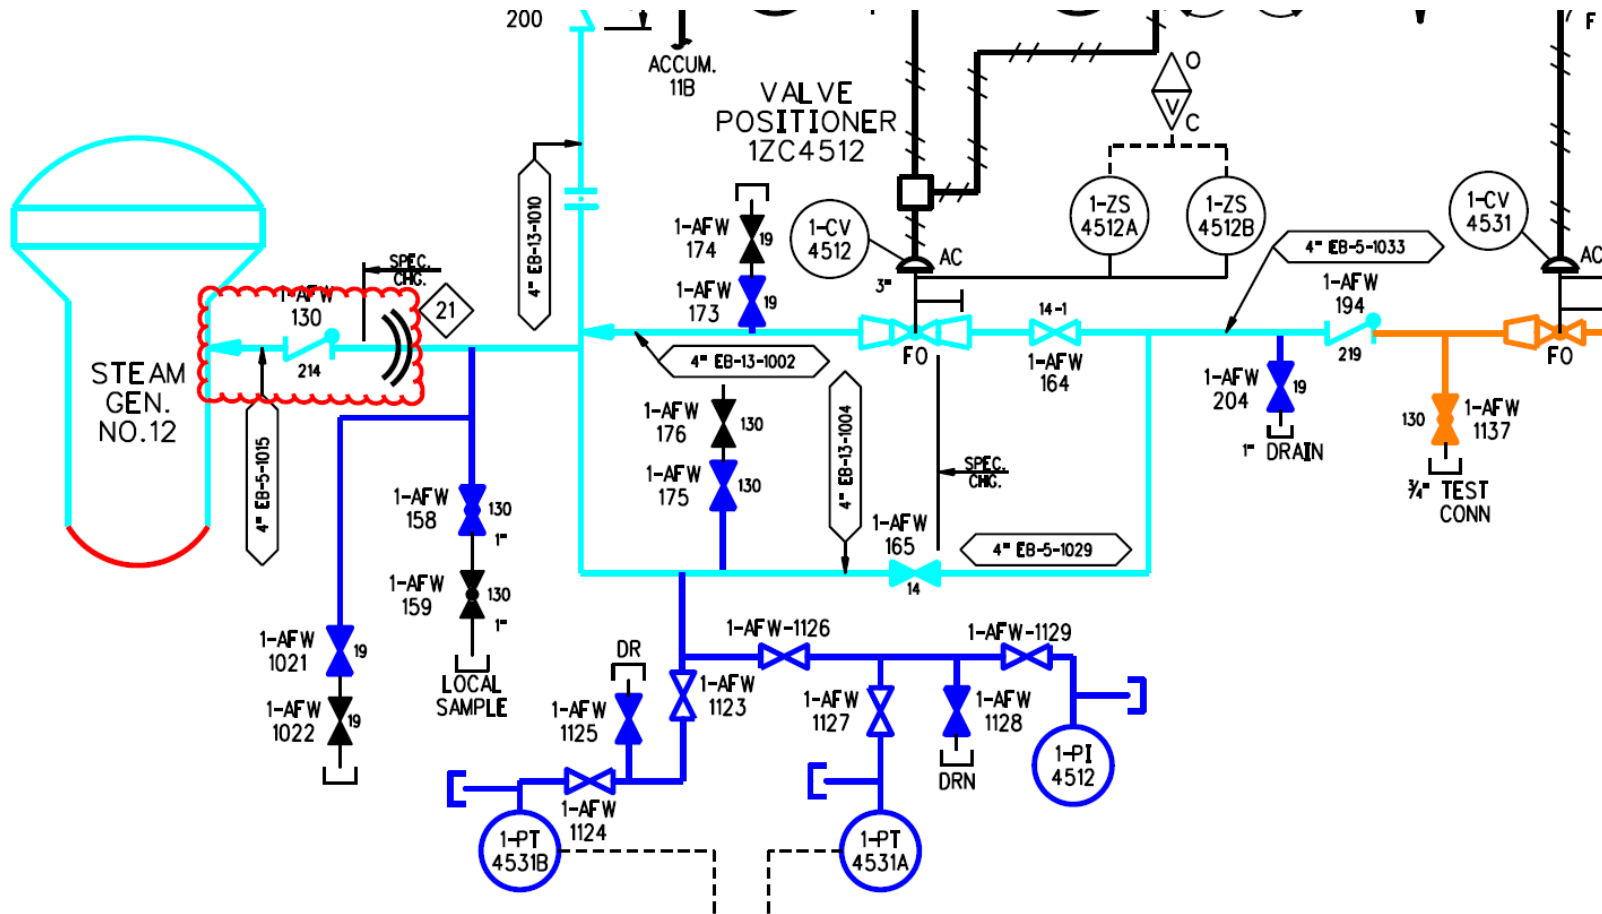 200
ACCUM.
11B
VALVE
POSITIONER
1ZC4512
O
V
C
F
4" EB-13-1010
1-AFW
174
19
1-CV
4512
AC
3"
1-ZS
4512A
1-ZS
4512B
4" EB-5-1033
1-CV
4531
AC
SPEC.
CHG.
1-AFW
130
21
1-AFW
173
19
14-1
1-AFW
194
STEAM
GEN.
NO.12
214
4" EB-13-1002
FO
1-AFW
164
219
FO
4" EB-5-1015
1-AFW
176
130
4" EB-13-1004
1-AFW
204
19
1" DRAIN
130
1-AFW
1137
3/4" TEST
CONN
1-AFW
175
130
SPEC.
CHG.
1-AFW
158
130
1"
1-AFW
165
14
4" EB-5-1029
1-AFW
159
130
1"
1-AFW
1021
19
LOCAL
SAMPLE
1-AFW
1022
19
DR
1-AFW-1126
1-AFW-1129
1-AFW
1123
1-AFW
1125
1-AFW
1127
1-AFW
1128
DRN
1-PI
4512
1-AFW
1124
1-PT
4531B
1-PT
4531A